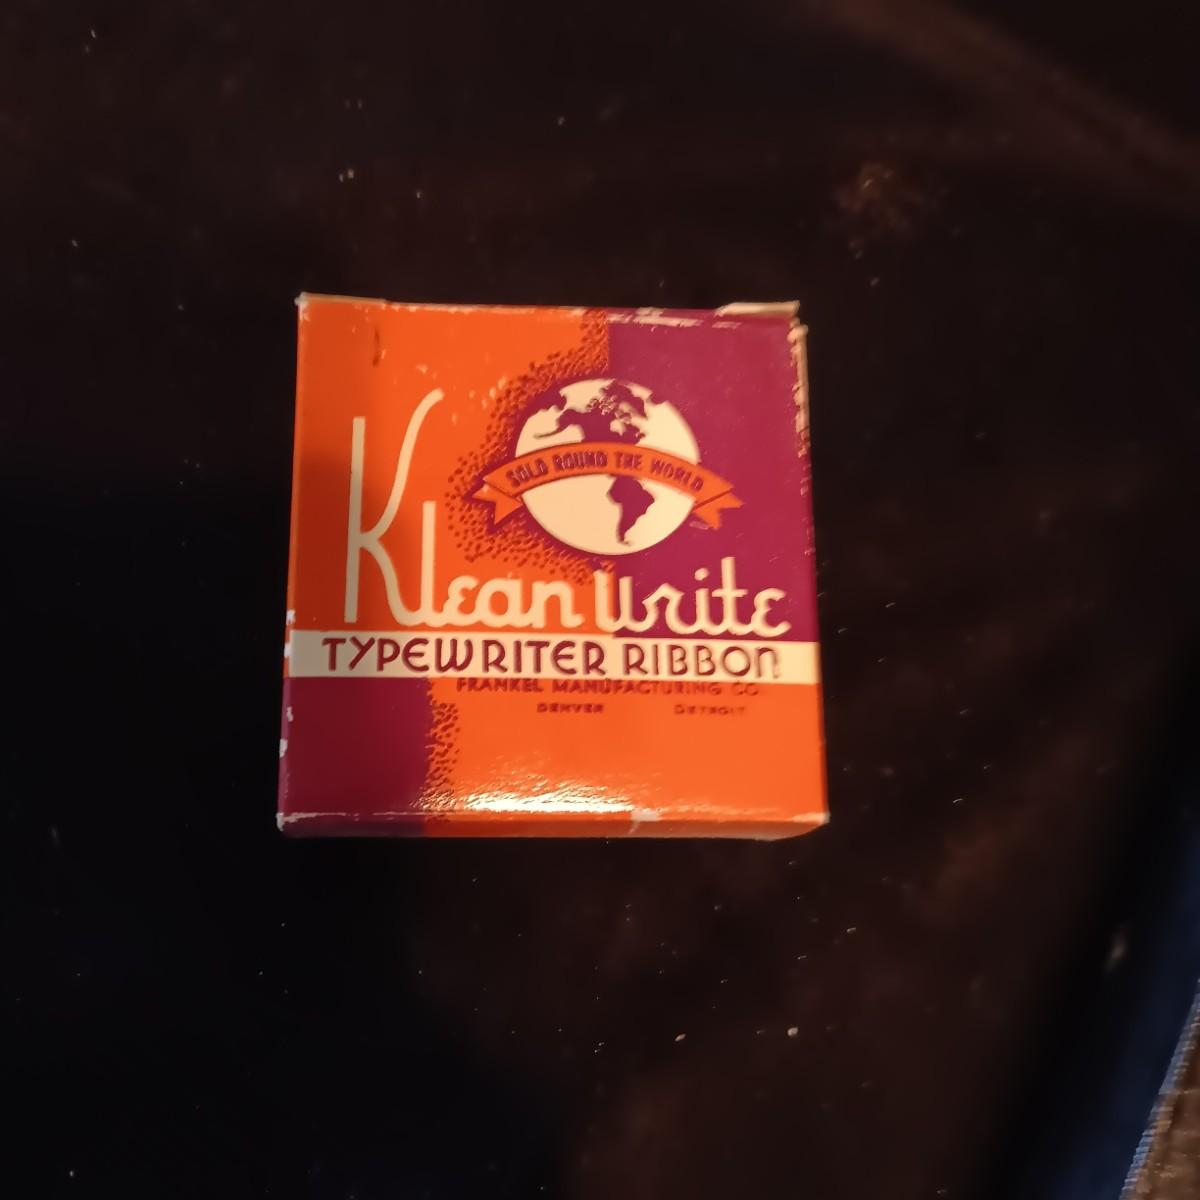 SOLD ROUND THE WORLD
Klean Write
TYPEWRITER RIBBON
FRANKEL MANUFACTURING CO.
DENVER DETROIT